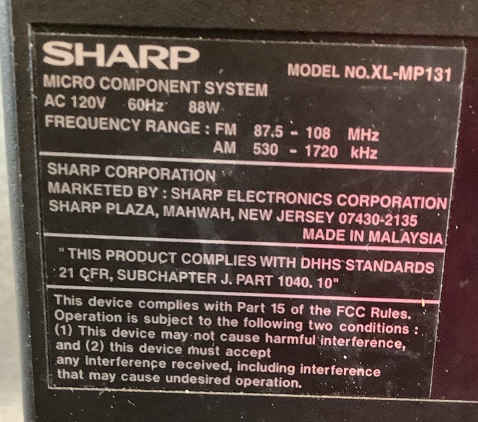 SHARP
MODEL NO.XL-MP131
MICRO COMPONENT SYSTEM
AC 120V 60Hz 88W
FREQUENCY RANGE : FM 87.5 - 108 MHz
AM 530 - 1720 kHz
SHARP CORPORATION
MARKETED BY : SHARP ELECTRONICS CORPORATION
SHARP PLAZA, MAHWAH, NEW JERSEY 07430-2135
MADE IN MALAYSIA
"THIS PRODUCT COMPLIES WITH DHHS STANDARDS
21 CFR, SUBCHAPTER J. PART 1040. 10"
This device complies with Part 15 of the FCC Rules.
Operation is subject to the following two conditions :
(1) This device may not cause harmful interference,
and (2) this device must accept
any interference received, including interference
that may cause undesired operation.